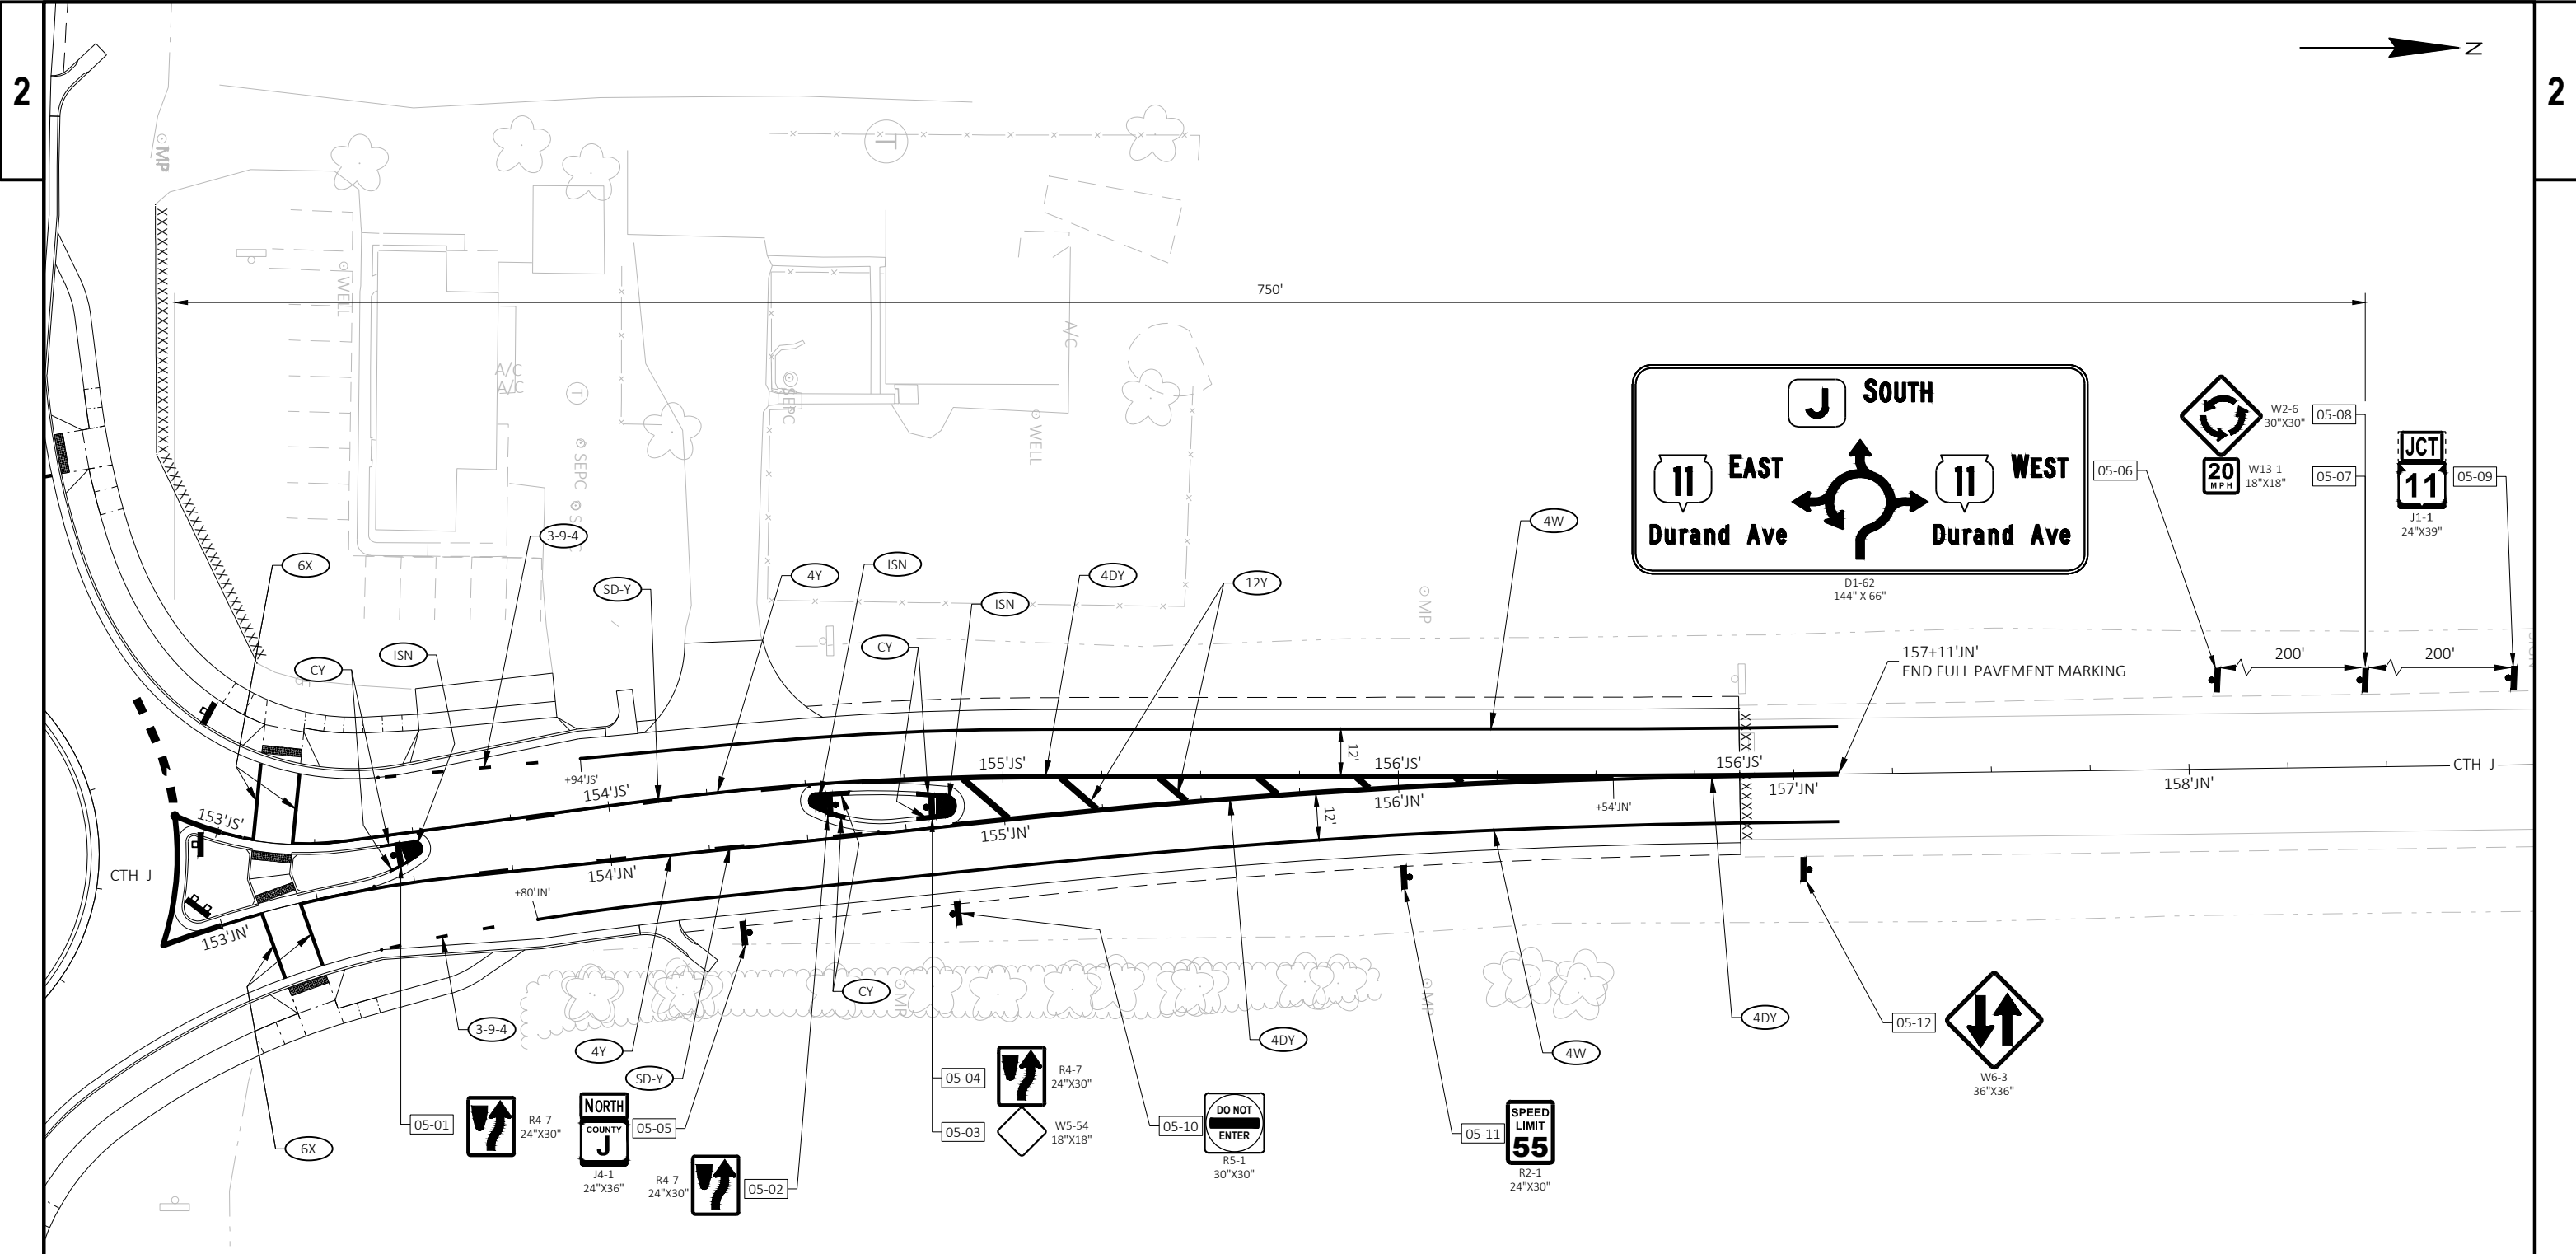 2
2
N
MP
T
WELL
750'
A/C
A/C
T
SEPC
A/C
SEPC
WELL
J SOUTH
11 EAST
11 WEST
Durand Ave
Durand Ave
D1-62
144" X 66"
05-06
W2-6
30"X30"
05-08
20
MPH
W13-1
18"X18"
05-07
JCT
11
J1-1
24"X39"
05-09
3-9-4
6X
SD-Y
4Y
ISN
4DY
12Y
4W
ISN
CY
ISN
CY
MP
157+11'JN'
END FULL PAVEMENT MARKING
200'
200'
12'
+94'JS'
154'JS'
155'JS'
156'JS'
156'JS'
157'JN'
158'JN'
CTH J
153'JS'
+54'JN'
156'JN'
12'
155'JN'
154'JN'
CTH J
+80'JN'
153'JN'
CY
MP
MP
3-9-4
4Y
SD-Y
4DY
4W
4DY
6X
05-01
R4-7
24"X30"
NORTH
COUNTY
J
J4-1
24"X36"
05-05
R4-7
24"X30"
05-02
05-04
R4-7
24"X30"
05-03
W5-54
18"X18"
05-10
DO NOT
ENTER
R5-1
30"X30"
05-11
SPEED
LIMIT
55
R2-1
24"X30"
05-12
W6-3
36"X36"